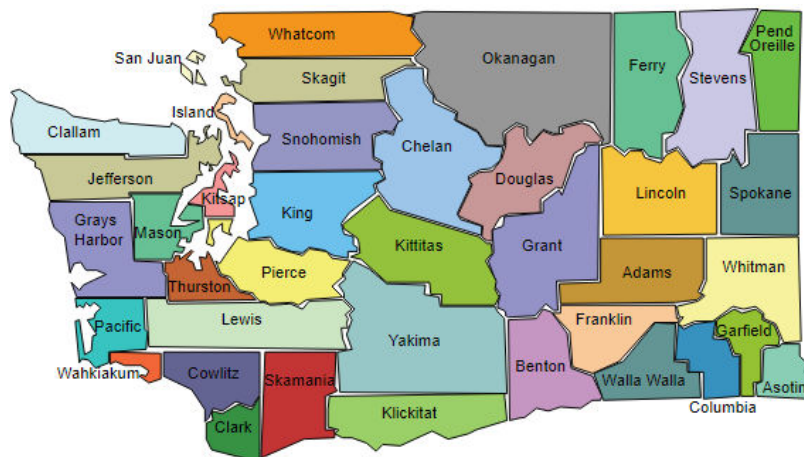 Whatcom
San Juan
Skagit
Okanagan
Ferry
Stevens
Pend
Oreille
Island
Clallam
Snohomish
Chelan
Jefferson
Kitsap
Douglas
Lincoln
Spokane
Grays
Harbor
Mason
King
Kittitas
Grant
Adams
Whitman
Thurston
Pierce
Pacific
Lewis
Yakima
Franklin
Garfield
Wahkiakum
Cowlitz
Skamania
Benton
Walla Walla
Asotin
Columbia
Clark
Klickitat